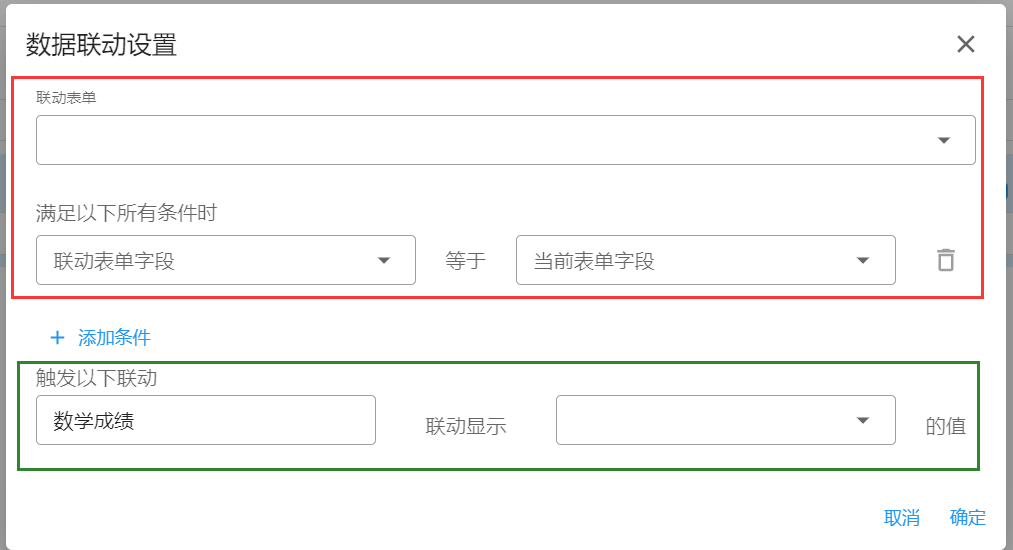 数据联动设置
联动表单
满足以下所有条件时
联动表单字段 等于 当前表单字段
添加条件
触发以下联动
数学成绩 联动显示 的值
取消 确定